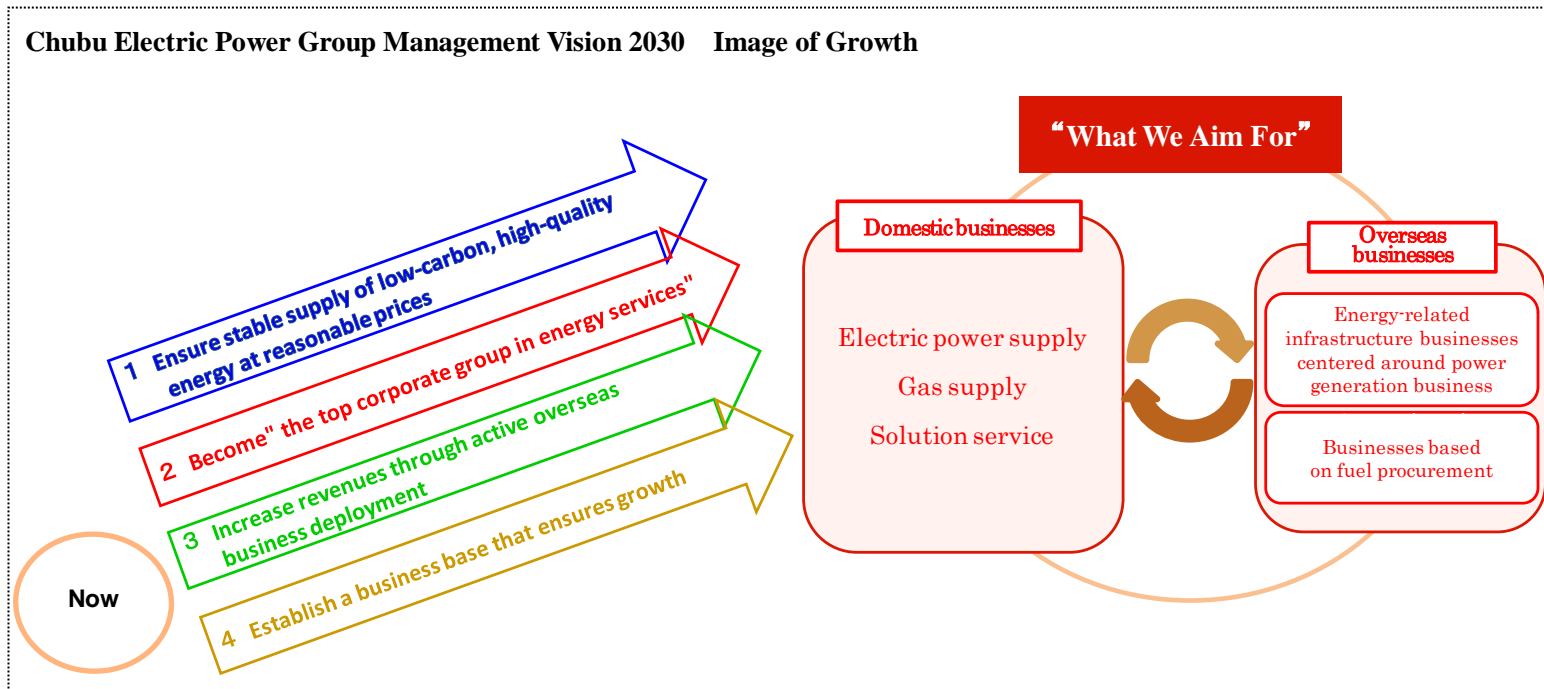 Chubu Electric Power Group Management Vision 2030 Image of Growth
“What We Aim For”
1 Ensure stable supply of low-carbon, high-quality
energy at reasonable prices
2 Become" the top corporate group in energy services"
3 Increase revenues through active overseas
business deployment
4 Establish a business base that ensures growth
Now
Domestic businesses
Electric power supply
Gas supply
Solution service
Overseas
businesses
Energy-related
infrastructure businesses
centered around power
generation business
Businesses based
on fuel procurement